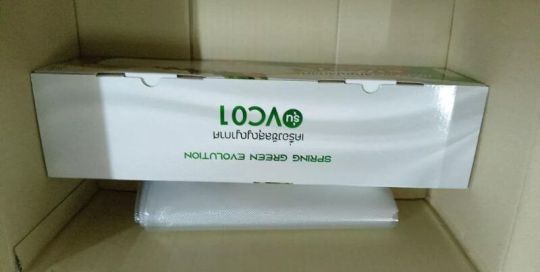 SPRING GREEN EVOLUTION
เครื่องซีลสุญญากาศ
รุ่น VC01